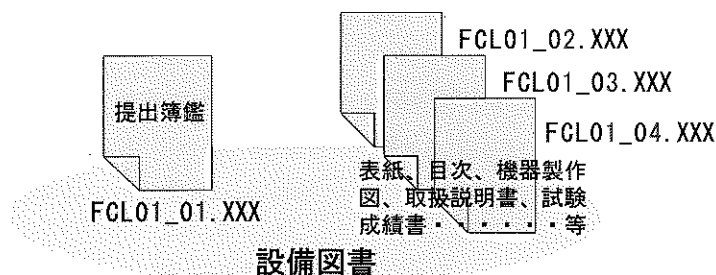 FCL01_02.XXX
FCL01_03.XXX
提出簿鑑
FCL01_04.XXX
表紙、目次、機器製作
図、取扱説明書、試験
成績書・・・・・・等
FCL01_01.XXX
設備図書